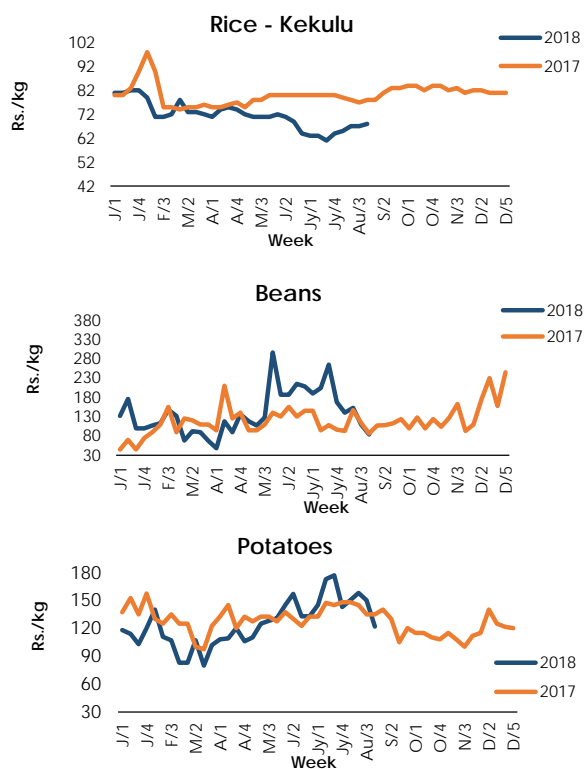 Rice - Kekulu
2018
2017
Rs./kg
102
92
82
72
62
52
42
J/1
J/4
F/3
M/2
A/1
A/4
M/3
J/2
Jy/1
Jy/4
Au/3
S/2
O/1
O/4
N/3
D/2
D/5
Week
Beans
2018
2017
Rs./kg
380
330
280
230
180
130
80
30
J/1
J/4
F/3
M/2
A/1
A/4
M/3
J/2
Jy/1
Jy/4
Au/3
S/2
O/1
O/4
N/3
D/2
D/5
Week
Potatoes
Rs./kg
180
150
120
90
60
30
2018
2017
J/1
J/4
F/3
M/2
A/1
A/4
M/3
J/2
Jy/1
Jy/4
Au/3
S/2
O/1
O/4
N/3
D/2
D/5
Week